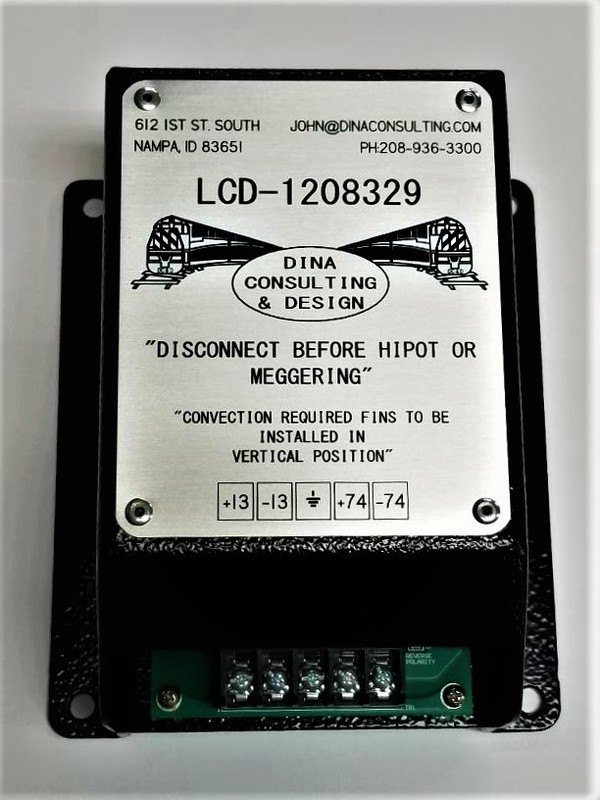 612 1ST ST. SOUTH JOHN@DINACONSULTING.COM
NAMPA, ID 83651 PH:208-936-3300
LCD-1208329
DINA
CONSULTING
& DESIGN
"DISCONNECT BEFORE HIPOT OR
MEGGERING"
"CONVECTION REQUIRED FINS TO BE
INSTALLED IN
VERTICAL POSITION"
+13 -13 +74 -74
REVERSE
POLARITY